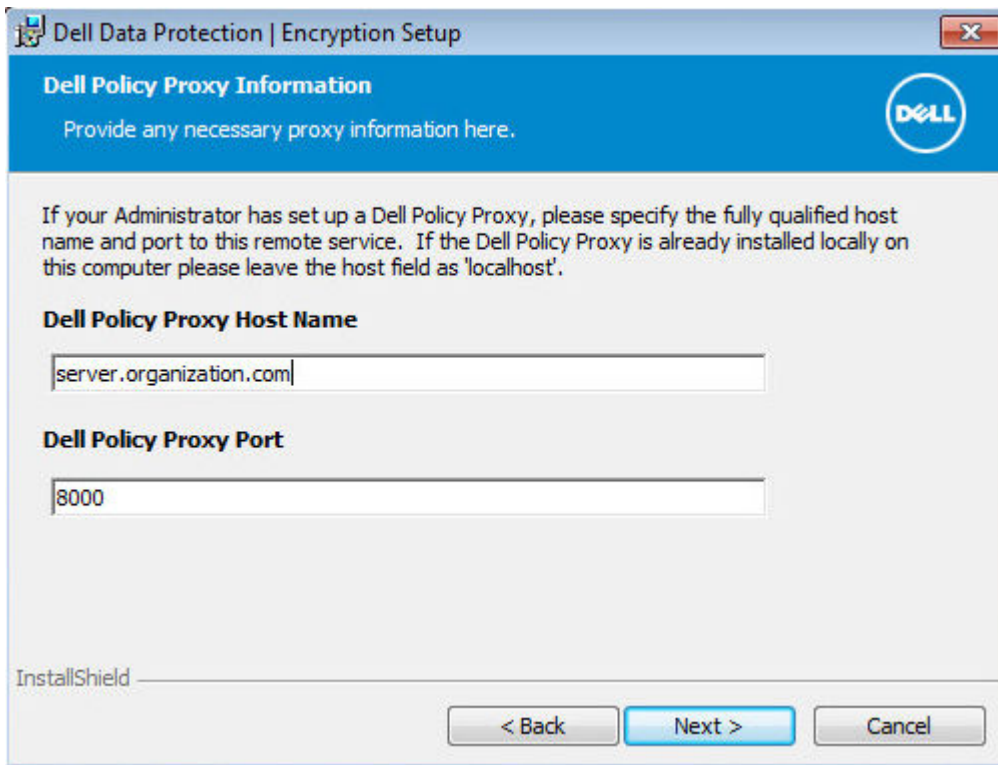 Dell Data Protection | Encryption Setup
Dell Policy Proxy Information
Provide any necessary proxy information here.
DELL
If your Administrator has set up a Dell Policy Proxy, please specify the fully qualified host
name and port to this remote service.  If the Dell Policy Proxy is already installed locally on
this computer please leave the host field as 'localhost'.
Dell Policy Proxy Host Name
server.organization.com
Dell Policy Proxy Port
8000
InstallShield
< Back
Next >
Cancel